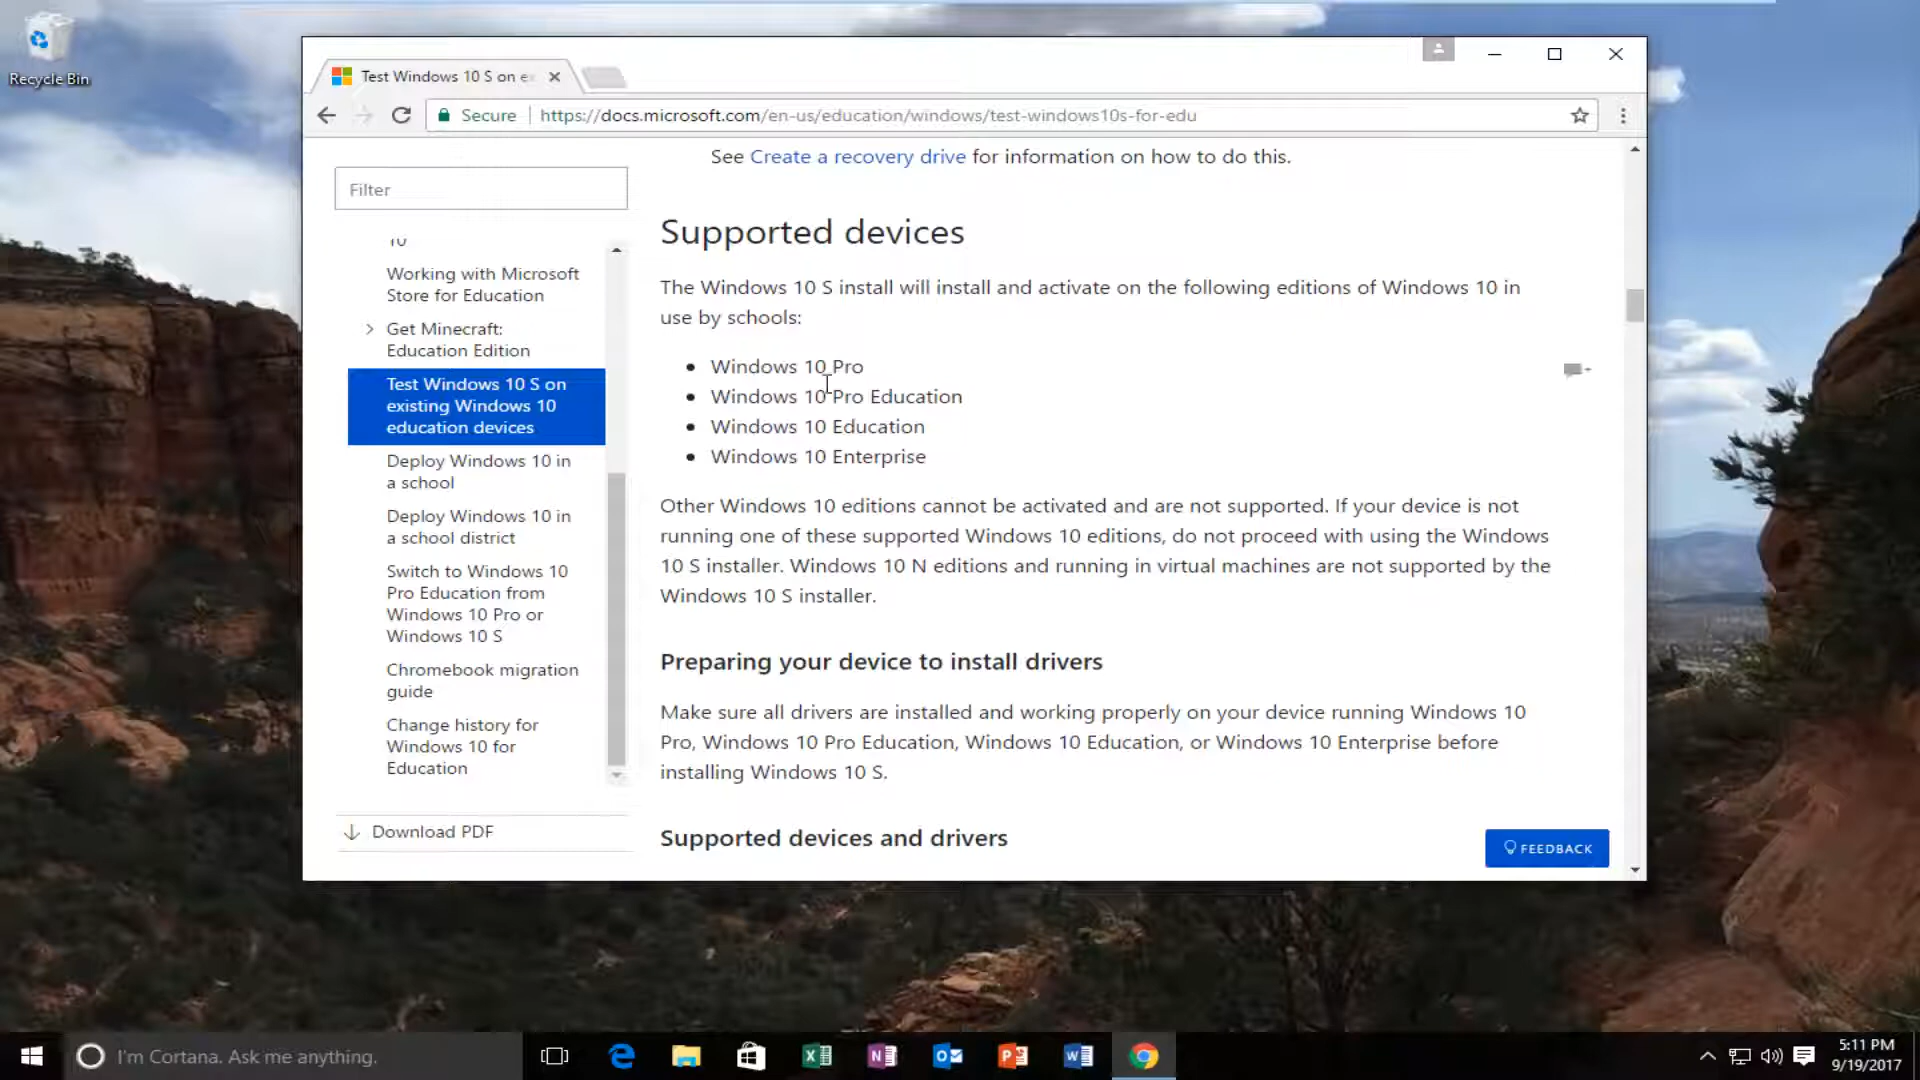 Recycle Bin
Test Windows 10 S on ex
Secure
https://docs.microsoft.com/en-us/education/windows/test-windows10s-for-edu
Filter
10
Working with Microsoft
Store for Education
Get Minecraft:
Education Edition
Test Windows 10 S on
existing Windows 10
education devices
Deploy Windows 10 in
a school
Deploy Windows 10 in
a school district
Switch to Windows 10
Pro Education from
Windows 10 Pro or
Windows 10 S
Chromebook migration
guide
Change history for
Windows 10 for
Education
Download PDF
See Create a recovery drive for information on how to do this.
Supported devices
The Windows 10 S install will install and activate on the following editions of Windows 10 in
use by schools:
• Windows 10 Pro
• Windows 10 Pro Education
• Windows 10 Education
• Windows 10 Enterprise
Other Windows 10 editions cannot be activated and are not supported. If your device is not
running one of these supported Windows 10 editions, do not proceed with using the Windows
10 S installer. Windows 10 N editions and running in virtual machines are not supported by the
Windows 10 S installer.
Preparing your device to install drivers
Make sure all drivers are installed and working properly on your device running Windows 10
Pro, Windows 10 Pro Education, Windows 10 Education, or Windows 10 Enterprise before
installing Windows 10 S.
Supported devices and drivers
FEEDBACK
I'm Cortana. Ask me anything.
5:11 PM
9/19/2017